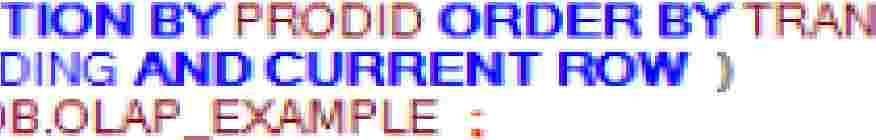 TION BY PRODID ORDER BY TRAN
DING AND CURRENT ROW )
B.OLAP_EXAMPLE ;